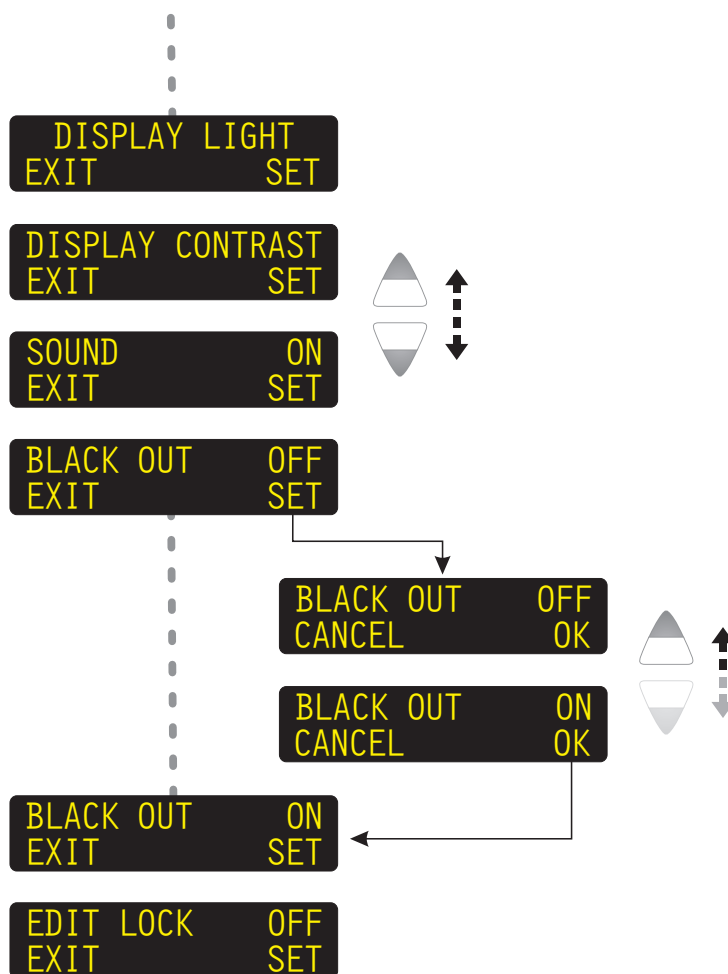 DISPLAY LIGHT
EXIT SET
DISPLAY CONTRAST
EXIT SET
SOUND ON
EXIT SET
BLACK OUT OFF
EXIT SET
BLACK OUT OFF
CANCEL OK
BLACK OUT ON
CANCEL OK
BLACK OUT ON
EXIT SET
EDIT LOCK OFF
EXIT SET